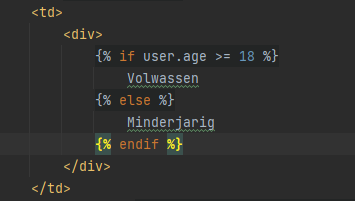 <td>
<div>
{% if user.age >= 18 %}
Volwassen
{% else %}
Minderjarig
{% endif %}
</div>
</td>